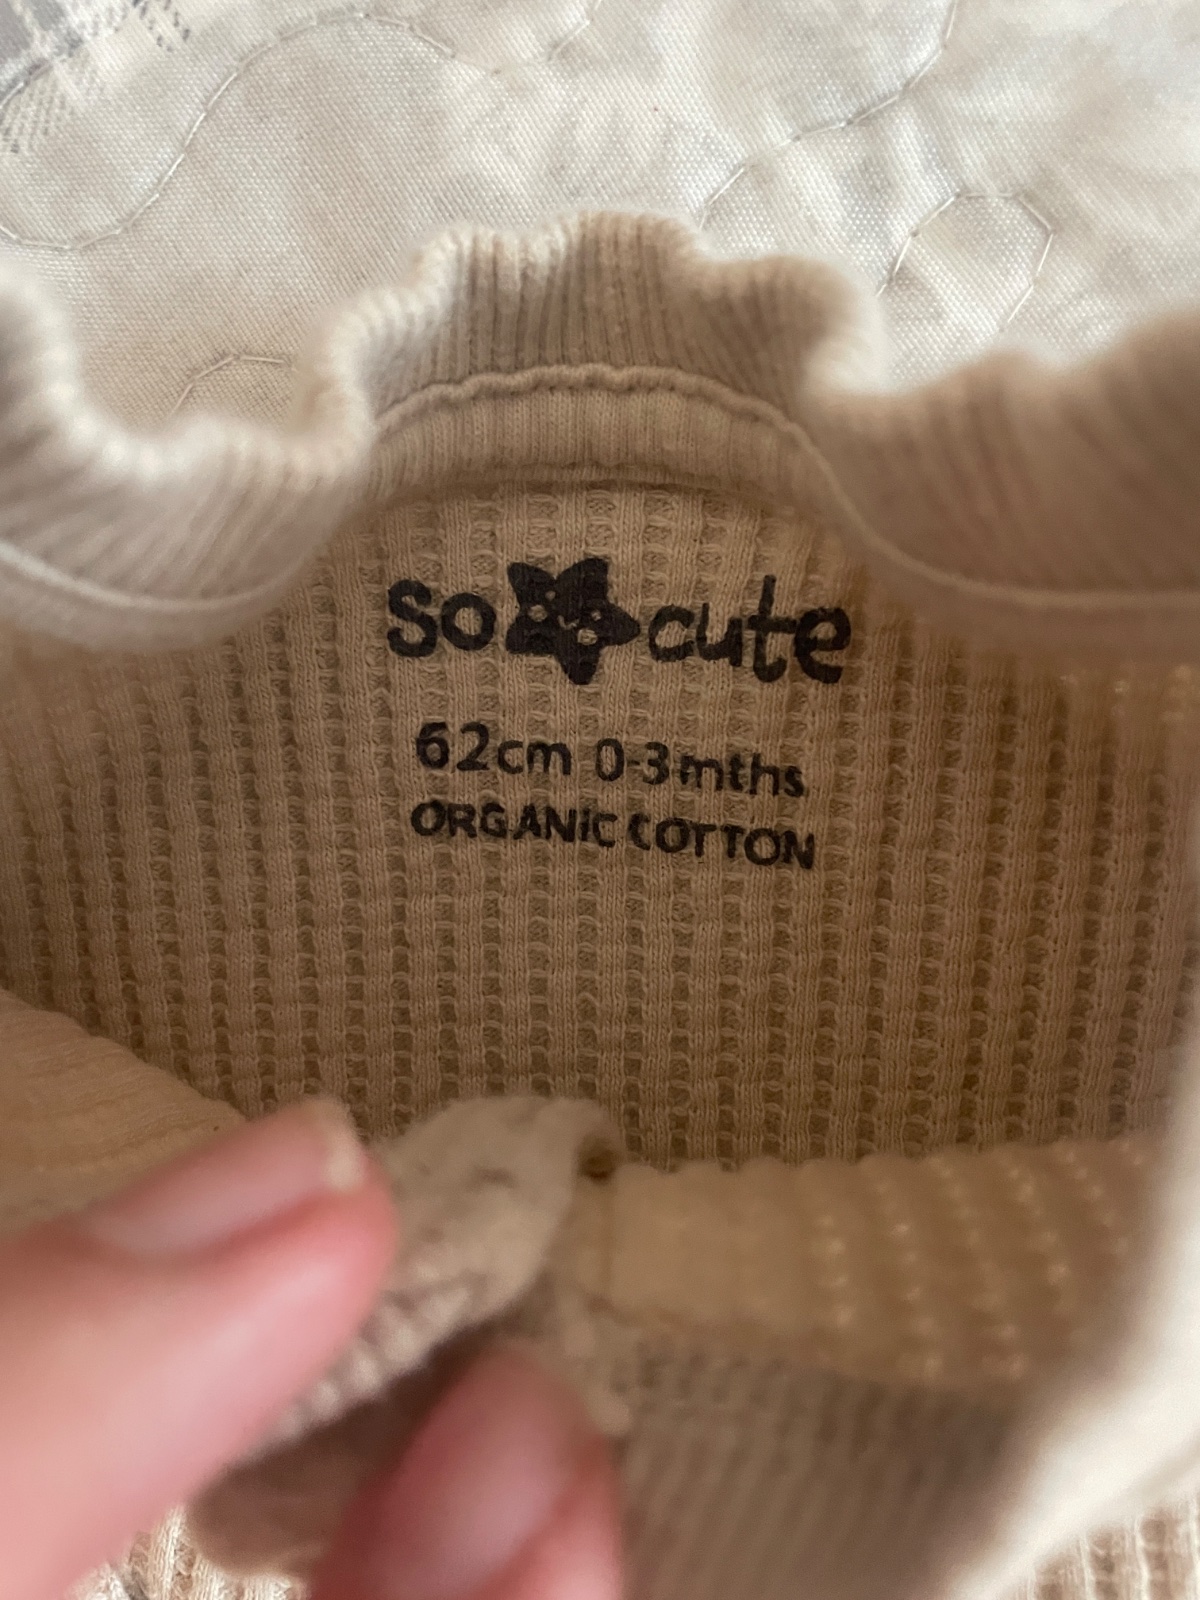 so cute
62cm 0-3mths
ORGANIC COTTON